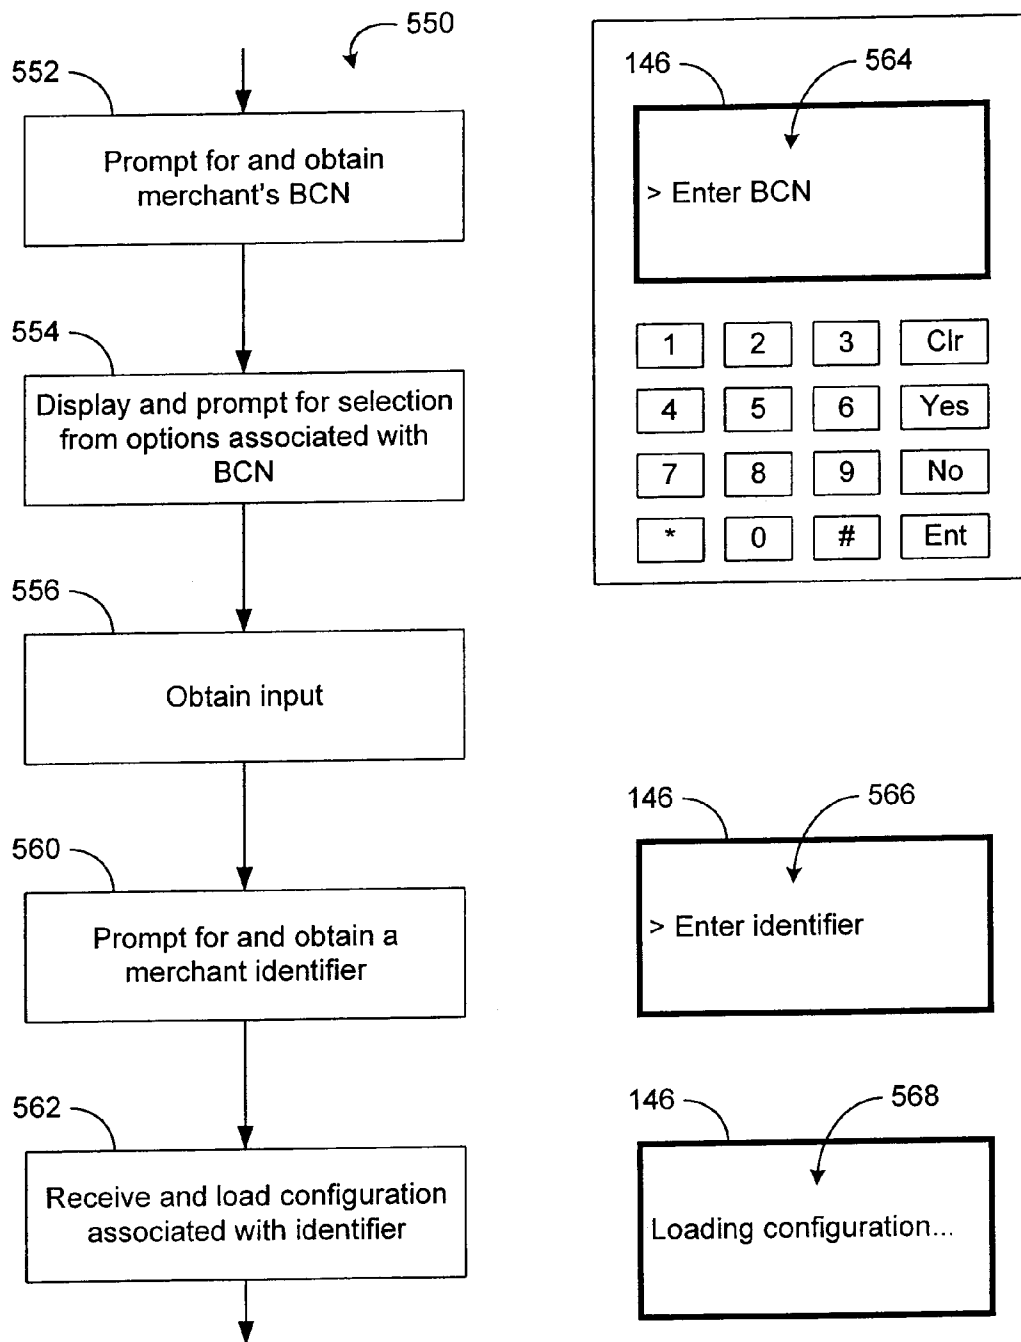 550
552
Prompt for and obtain
merchant's BCN
554
Display and prompt for selection
from options associated with
BCN
556
Obtain input
560
Prompt for and obtain a
merchant identifier
562
Receive and load configuration
associated with identifier
146
564
> Enter BCN
1 2 3 Clr
4 5 6 Yes
7 8 9 No
* 0 # Ent
146
566
> Enter identifier
146
568
Loading configuration...